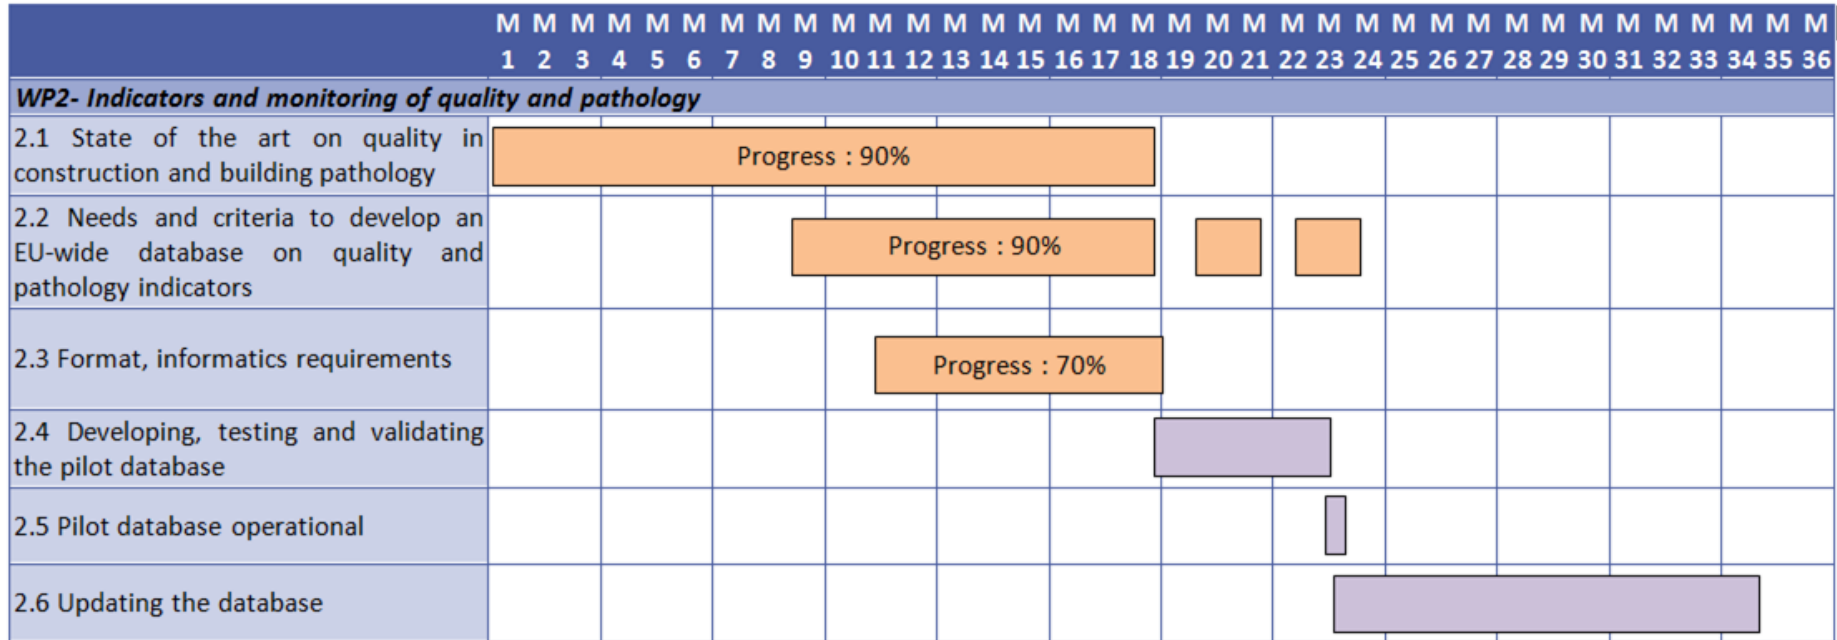 M M M M M M M M M M M M M M M M M M M M M M M M M M M M M M M M M M M M
1 2 3 4 5 6 7 8 9 10 11 12 13 14 15 16 17 18 19 20 21 22 23 24 25 26 27 28 29 30 31 32 33 34 35 36
WP2- Indicators and monitoring of quality and pathology
2.1 State of the art on quality in
construction and building pathology
Progress : 90%
2.2 Needs and criteria to develop an
EU-wide database on quality and
pathology indicators
Progress : 90%
2.3 Format, informatics requirements
Progress : 70%
2.4 Developing, testing and validating
the pilot database
2.5 Pilot database operational
2.6 Updating the database